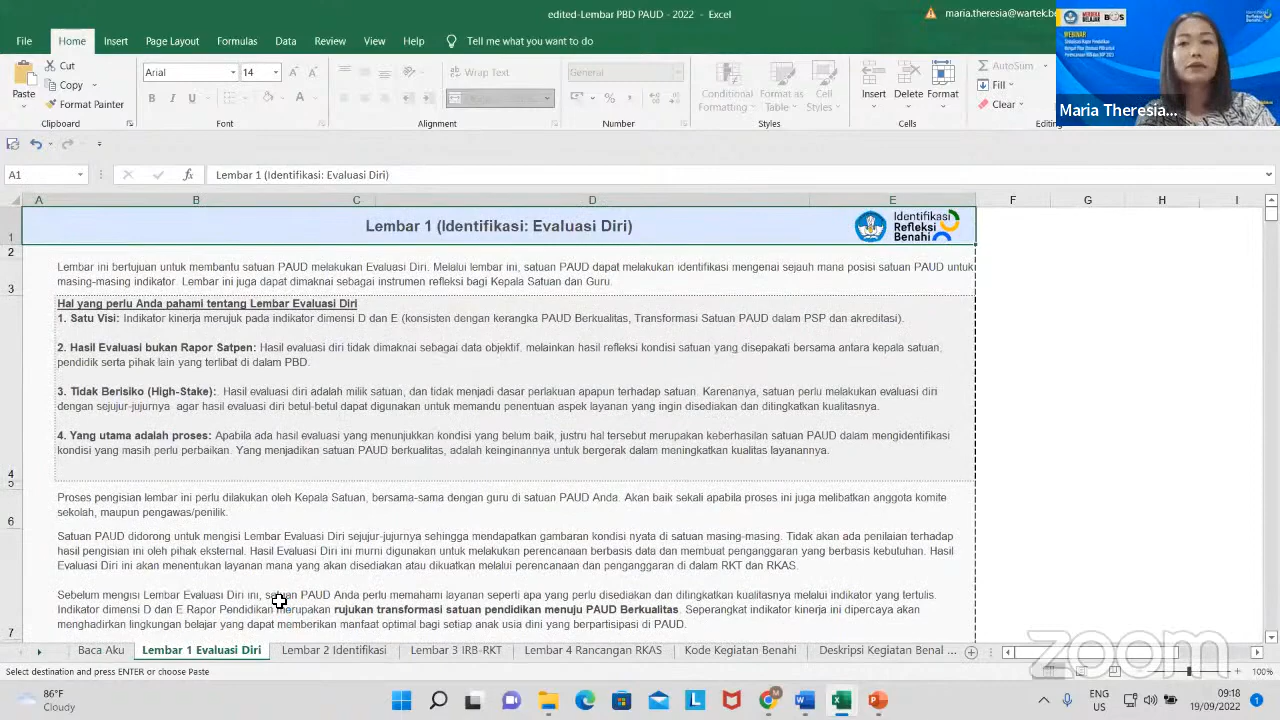 edited-Lembar PBD PAUD - 2022 - Excel
maria.theresia@wartek.be
File Home Insert Page Layout Formulas Data Review Help Tell me what you want to do
Cut
Copy
Format Painter
Paste
Clipboard
Arial 14
B I U
Font
Wrap Text
Alignment
General
Number
Conditional Formatting
Format as Table
Cell Styles
Styles
Insert Delete Format
Cells
AutoSum
Fill
Clear
Editing
MERDEKA BELAJAR
WEBINAR
Maria Theresia...
A1
fx
Lembar 1 (Identifikasi: Evaluasi Diri)
A B C D E F G H I
1
Lembar 1 (Identifikasi: Evaluasi Diri)
Identifikasi
Refleksi
Benahi
2
Lembar ini bertujuan untuk membantu satuan PAUD melakukan Evaluasi Diri. Melalui lembar ini, satuan PAUD dapat melakukan identifikasi mengenai sejauh mana posisi satuan PAUD untuk
masing-masing indikator. Lembar ini juga dapat dimaknai sebagai instrumen refleksi bagi Kepala Satuan dan Guru.
3
Hal yang perlu Anda pahami tentang Lembar Evaluasi Diri
1. Satu Visi: Indikator kinerja merujuk pada indikator dimensi D dan E (konsisten dengan kerangka PAUD Berkualitas, Transformasi Satuan PAUD dalam PSP dan akreditasi).
2. Hasil Evaluasi bukan Rapor Satpen: Hasil evaluasi diri tidak dimaknai sebagai data objektif, melainkan hasil refleksi kondisi satuan yang disepakati bersama antara kepala satuan,
pendidik serta pihak lain yang terlibat di dalam PBD.
3. Tidak Berisiko (High-Stake):. Hasil evaluasi diri adalah milik satuan, dan tidak menjadi dasar perlakuan apapun terhadap satuan. Karenanya, satuan perlu melakukan evaluasi diri
dengan sejujur-jujurnya agar hasil evaluasi diri betul-betul dapat digunakan untuk memandu penentuan aspek layanan yang ingin disediakan dan ditingkatkan kualitasnya.
4. Yang utama adalah proses: Apabila ada hasil evaluasi yang menunjukkan kondisi yang belum baik, justru hal tersebut merupakan keberhasilan satuan PAUD dalam mengidentifikasi
kondisi yang masih perlu perbaikan. Yang menjadikan satuan PAUD berkualitas, adalah keinginannya untuk bergerak dalam meningkatkan kualitas layanannya.
4
5
Proses pengisian lembar ini perlu dilakukan oleh Kepala Satuan, bersama-sama dengan guru di satuan PAUD Anda. Akan baik sekali apabila proses ini juga melibatkan anggota komite
sekolah, maupun pengawas/penilik.
6
Satuan PAUD didorong untuk mengisi Lembar Evaluasi Diri sejujur-jujurnya sehingga mendapatkan gambaran kondisi nyata di satuan masing-masing. Tidak akan ada penilaian terhadap
hasil pengisian ini oleh pihak eksternal. Hasil Evaluasi Diri ini murni digunakan untuk melakukan perencanaan berbasis data dan membuat penganggaran yang berbasis kebutuhan. Hasil
Evaluasi Diri ini akan menentukan layanan mana yang akan disediakan atau dikuatkan melalui perencanaan dan penganggaran di dalam RKT dan RKAS.
Sebelum mengisi Lembar Evaluasi Diri ini, satuan PAUD Anda perlu memahami layanan seperti apa yang perlu disediakan dan ditingkatkan kualitasnya melalui indikator yang tertulis.
Indikator dimensi D dan E Rapor Pendidikan merupakan rujukan transformasi satuan pendidikan menuju PAUD Berkualitas. Seperangkat indikator kinerja ini dipercaya akan
menghadirkan lingkungan belajar yang dapat memberikan manfaat optimal bagi setiap anak usia dini yang berpartisipasi di PAUD.
7
Baca Aku Lembar 1 Evaluasi Diri Lembar 2 Identifikasi Lembar 3 IRB-RKT Lembar 4 Rancangan RKAS Kode Kegiatan Benahi Deskripsi Kegiatan Benal ...
zoom
Select destination and press ENTER or choose Paste
100%
86°F
Cloudy
ENG
US
09:18
19/09/2022
1